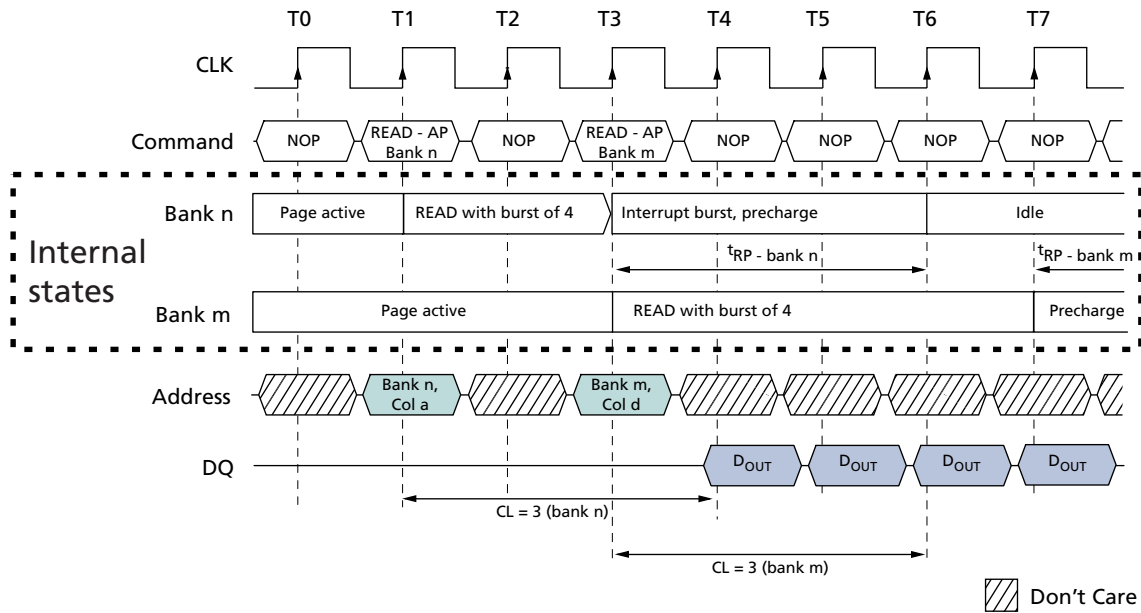 T0 T1 T2 T3 T4 T5 T6 T7
CLK
Command NOP READ - AP Bank n NOP READ - AP Bank m NOP NOP NOP NOP
Bank n Page active READ with burst of 4 Interrupt burst, precharge Idle
Internal states
tRP - bank n tRP - bank m
Bank m Page active READ with burst of 4 Precharge
Address Bank n, Col a Bank m, Col d
DQ DOUT DOUT DOUT DOUT
CL = 3 (bank n)
CL = 3 (bank m)
Don't Care